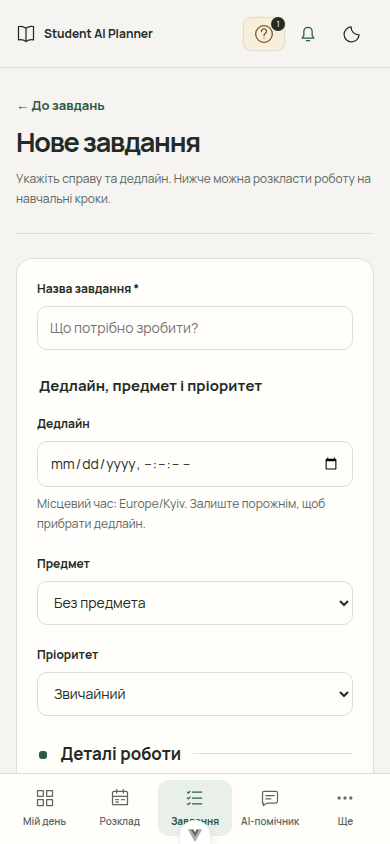 Student AI Planner
1
← До завдань
Нове завдання
Укажіть справу та дедлайн. Нижче можна розкласти роботу на
навчальні кроки.
Назва завдання *
Що потрібно зробити?
Дедлайн, предмет і пріоритет
Дедлайн
mm/dd/yyyy, --:--:-- --
Місцевий час: Europe/Kyiv. Залиште порожнім, щоб
прибрати дедлайн.
Предмет
Без предмета
Пріоритет
Звичайний
Деталі роботи
Мій день
Розклад
Завдання
AI-помічник
Ще